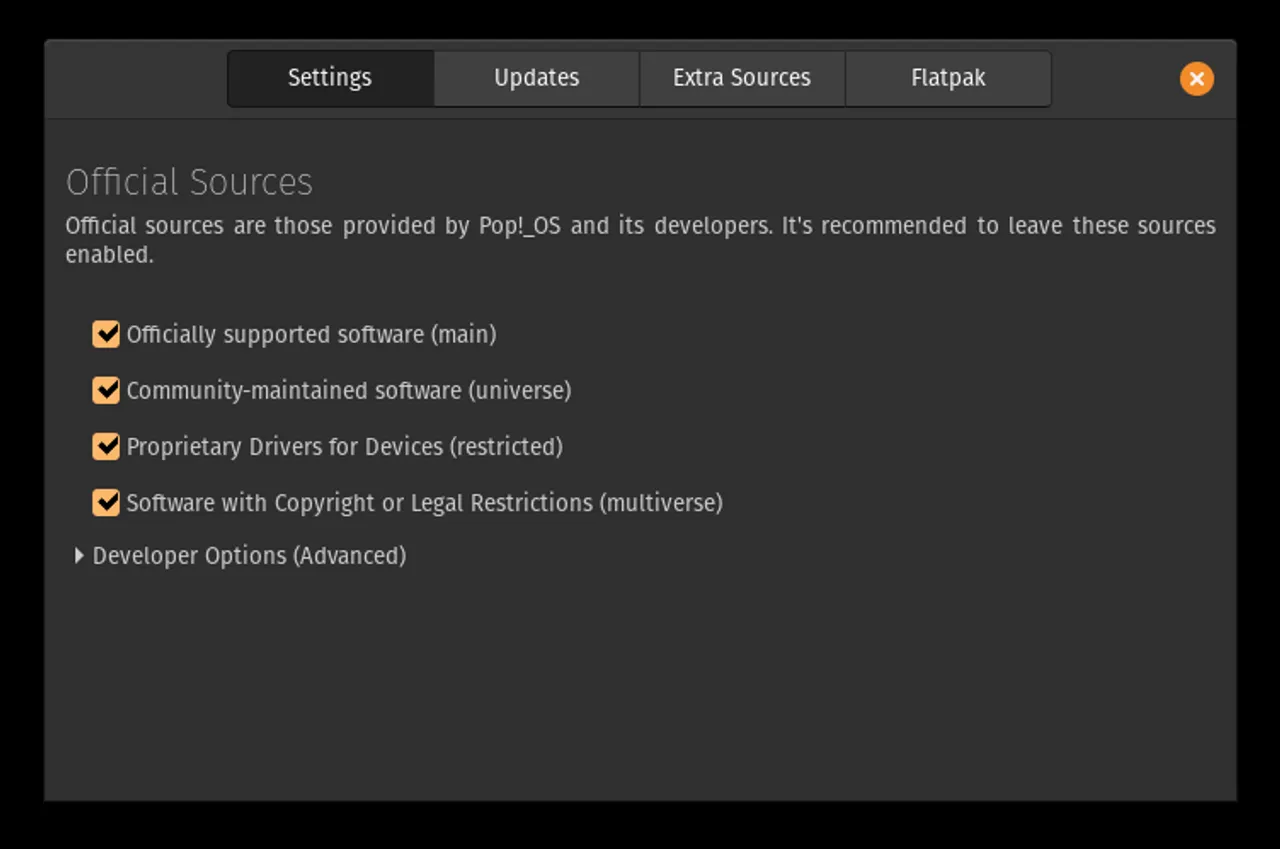 Settings
Updates
Extra Sources
Flatpak
Official Sources
Official sources are those provided by Pop!_OS and its developers. It's recommended to leave these sources
enabled.
Officially supported software (main)
Community-maintained software (universe)
Proprietary Drivers for Devices (restricted)
Software with Copyright or Legal Restrictions (multiverse)
Developer Options (Advanced)